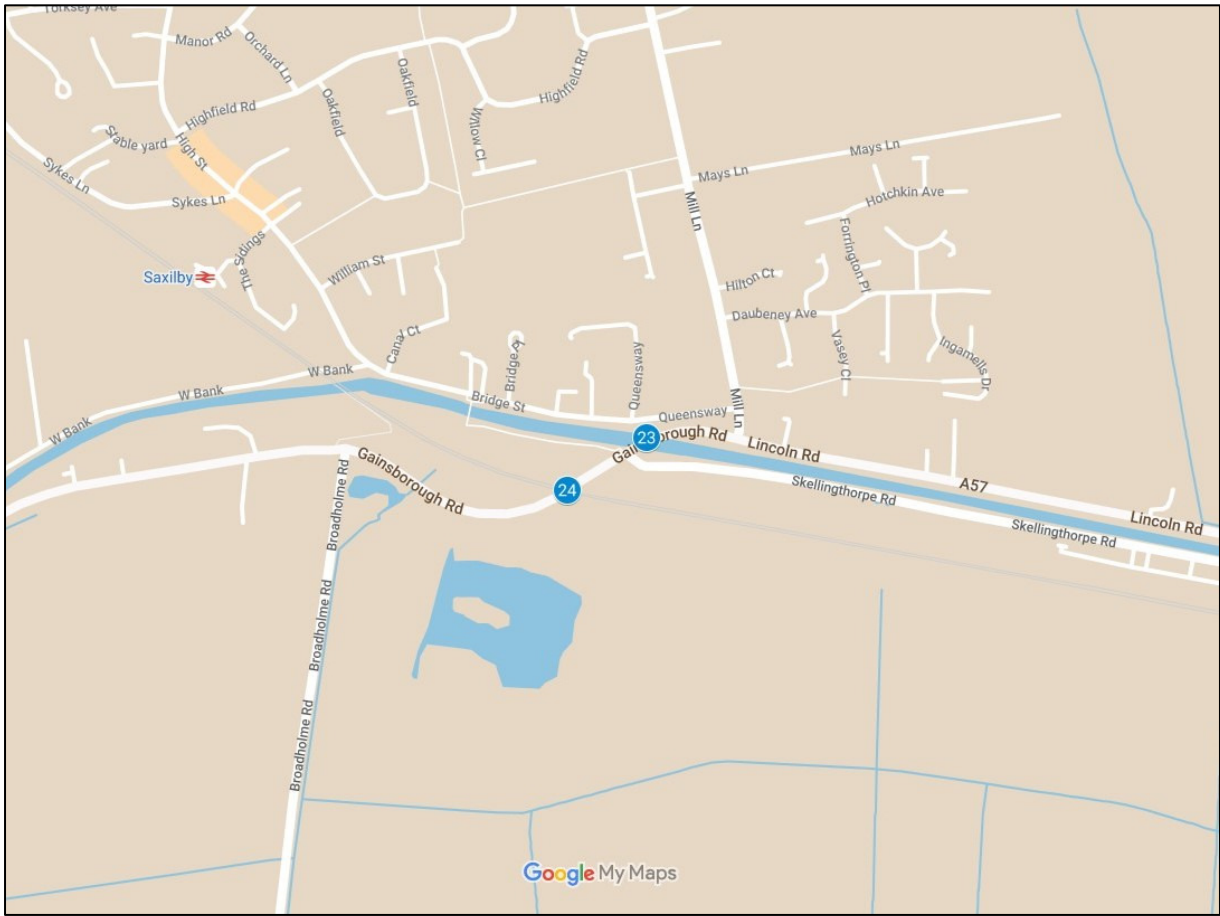 Torksey Ave
Manor Rd
Orchard Ln
Oakfield
Oakfield
Highfield Rd
Willow Cl
Highfield Rd
Stable yard
High St
Sykes Ln
Sykes Ln
Mays Ln
Mays Ln
Hotchkin Ave
Mill Ln
Forrington Pl
The Sidings
William St
Saxilby
Hilton Ct
Daubeney Ave
Canal Ct
Bridge Pl
Queensway
Vasey Ct
Ingamells Dr
W Bank
W Bank
W Bank
Bridge St
Queensway
Mill Ln
23
Gainsborough Rd
Lincoln Rd
Gainsborough Rd
24
Skellingthorpe Rd
A57
Lincoln Rd
Skellingthorpe Rd
Broadholme Rd
Broadholme Rd
Broadholme Rd
Google My Maps